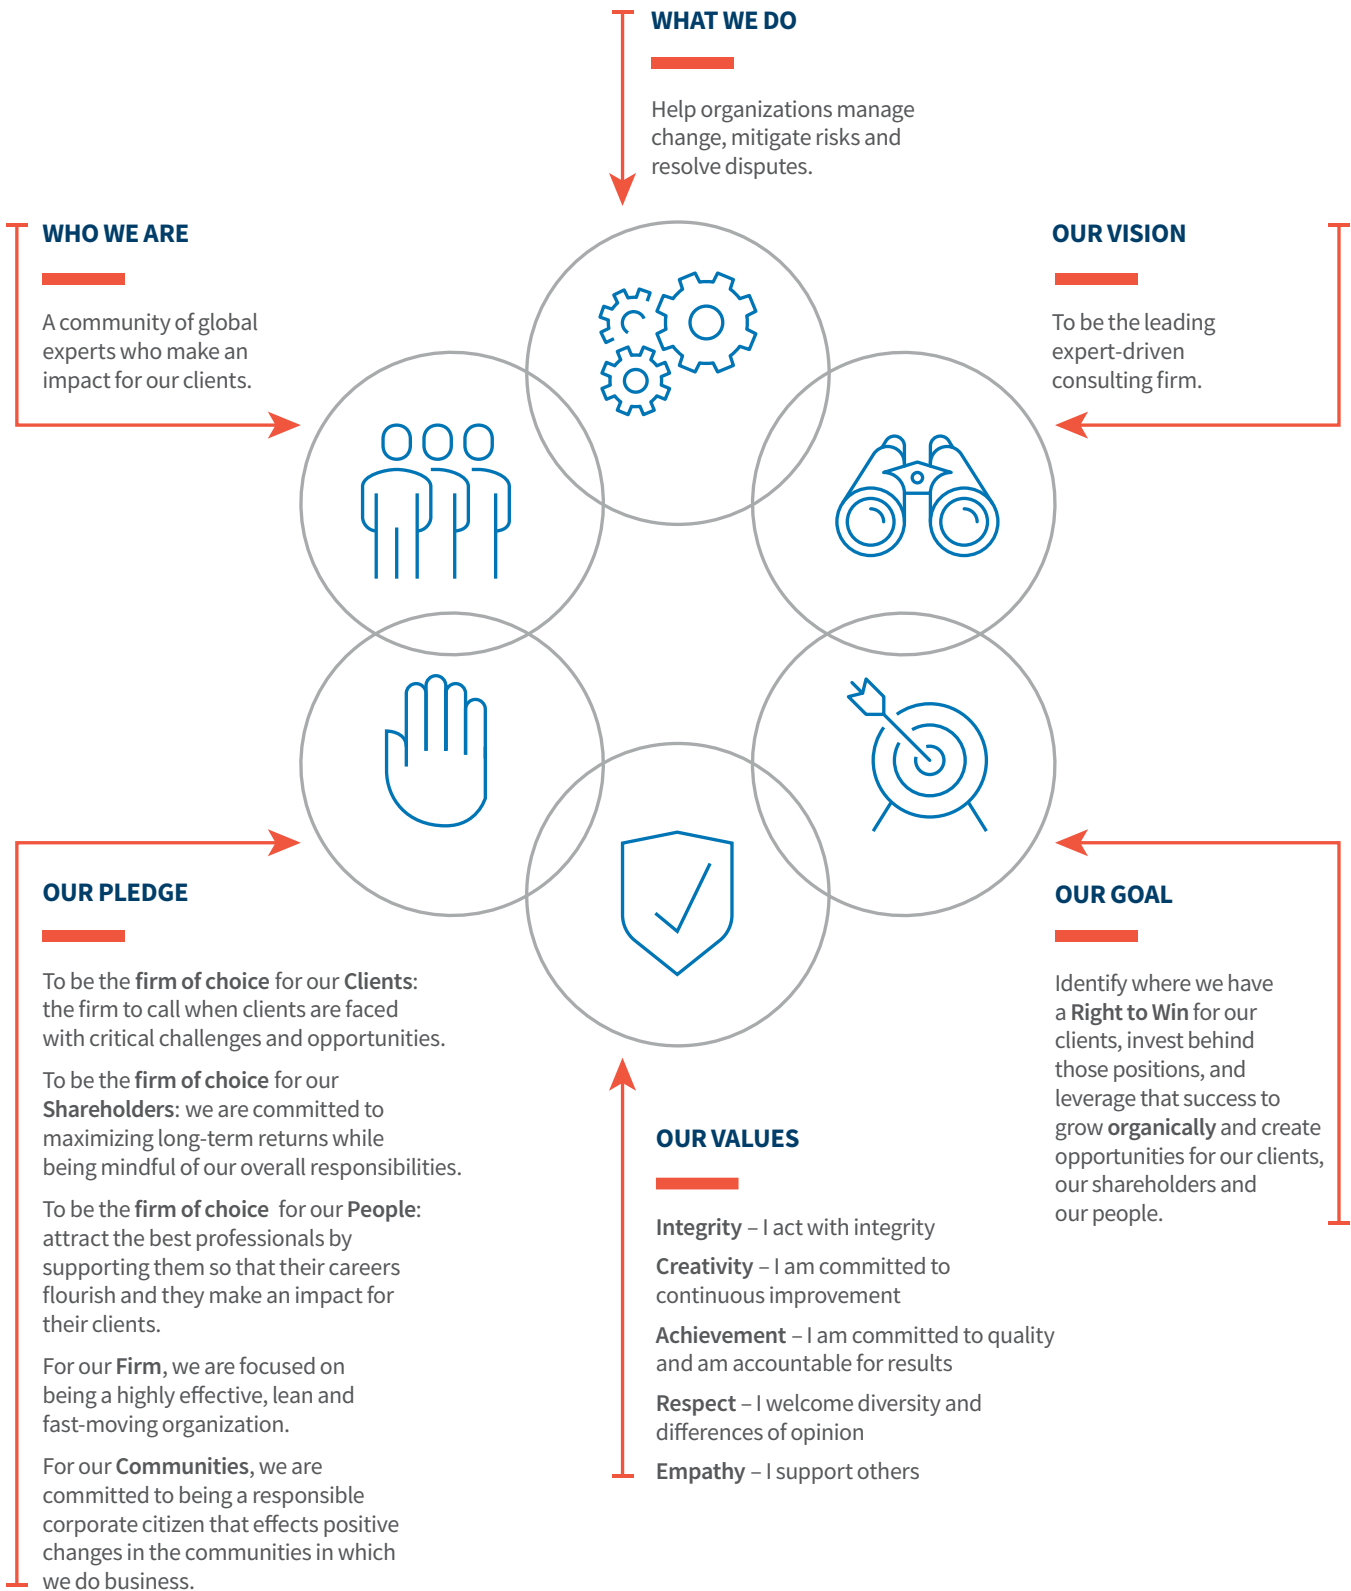 WHAT WE DO
Help organizations manage
change, mitigate risks and
resolve disputes.
WHO WE ARE
A community of global
experts who make an
impact for our clients.
OUR VISION
To be the leading
expert-driven
consulting firm.
OUR PLEDGE
To be the firm of choice for our Clients:
the firm to call when clients are faced
with critical challenges and opportunities.
To be the firm of choice for our
Shareholders: we are committed to
maximizing long-term returns while
being mindful of our overall responsibilities.
To be the firm of choice for our People:
attract the best professionals by
supporting them so that their careers
flourish and they make an impact for
their clients.
For our Firm, we are focused on
being a highly effective, lean and
fast-moving organization.
For our Communities, we are
committed to being a responsible
corporate citizen that effects positive
changes in the communities in which
we do business.
OUR VALUES
Integrity – I act with integrity
Creativity – I am committed to
continuous improvement
Achievement – I am committed to quality
and am accountable for results
Respect – I welcome diversity and
differences of opinion
Empathy – I support others
OUR GOAL
Identify where we have
a Right to Win for our
clients, invest behind
those positions, and
leverage that success to
grow organically and create
opportunities for our clients,
our shareholders and
our people.